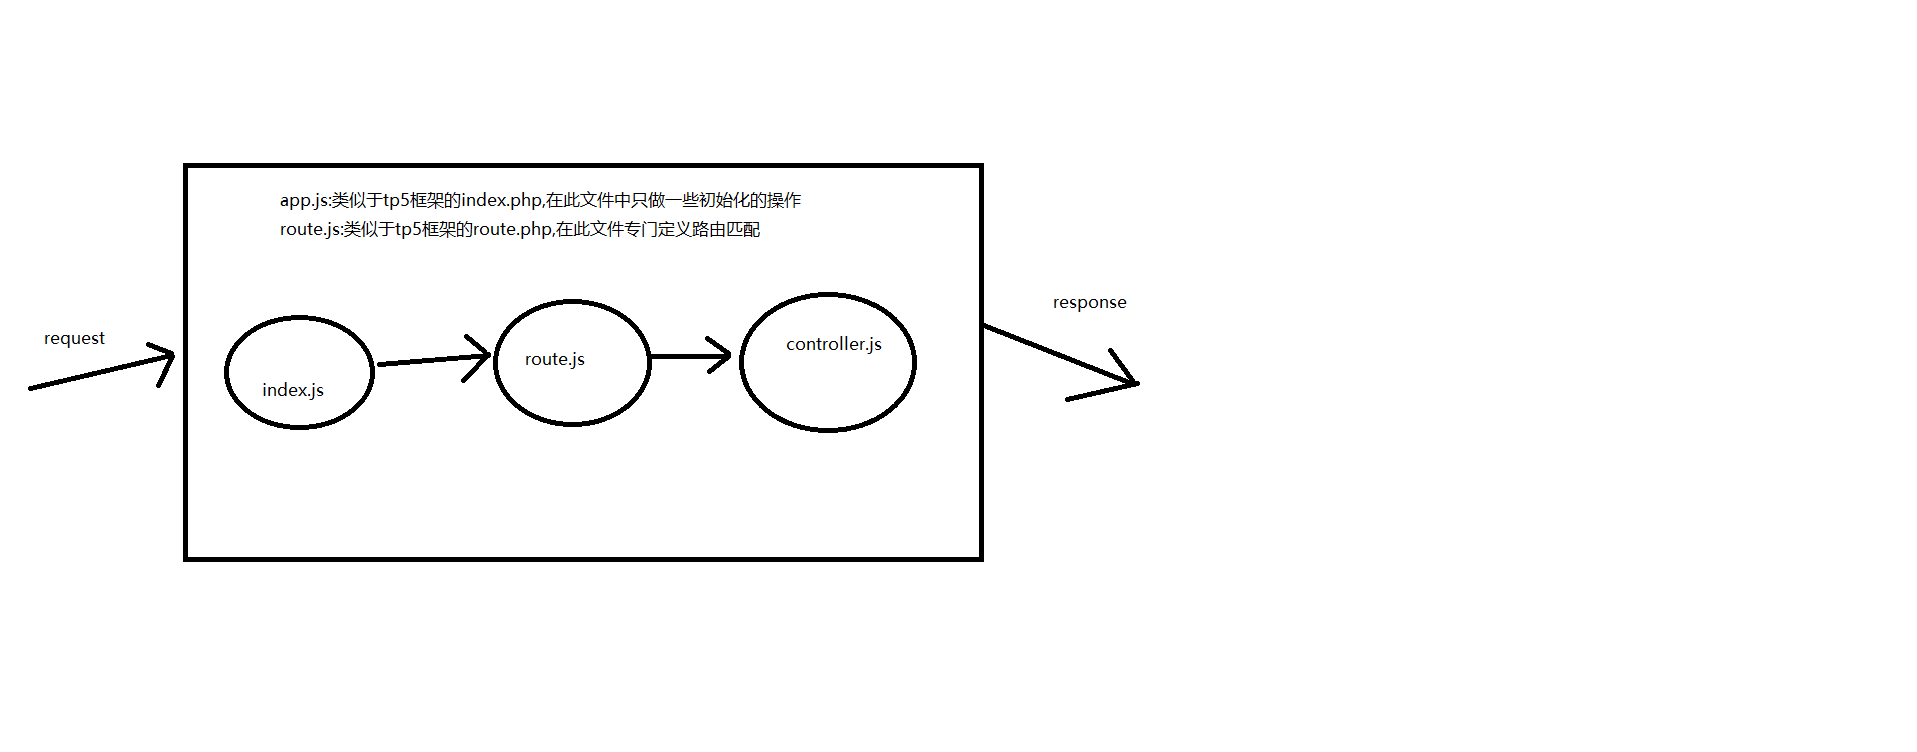 app.js:类似于tp5框架的index.php,在此文件中只做一些初始化的操作
route.js:类似于tp5框架的route.php,在此文件专门定义路由匹配
request
index.js
route.js
controller.js
response